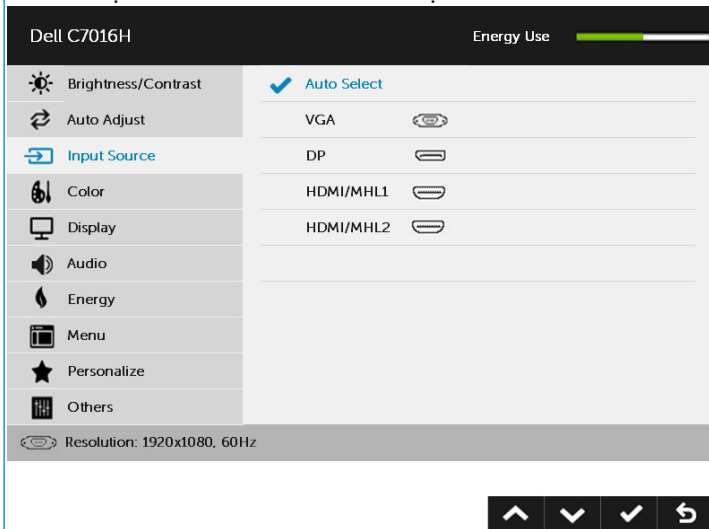 Dell C7016H Energy Use
Brightness/Contrast Auto Select
Auto Adjust VGA
Input Source DP
Color HDMI/MHL1
Display HDMI/MHL2
Audio
Energy
Menu
Personalize
Others
Resolution: 1920x1080, 60Hz